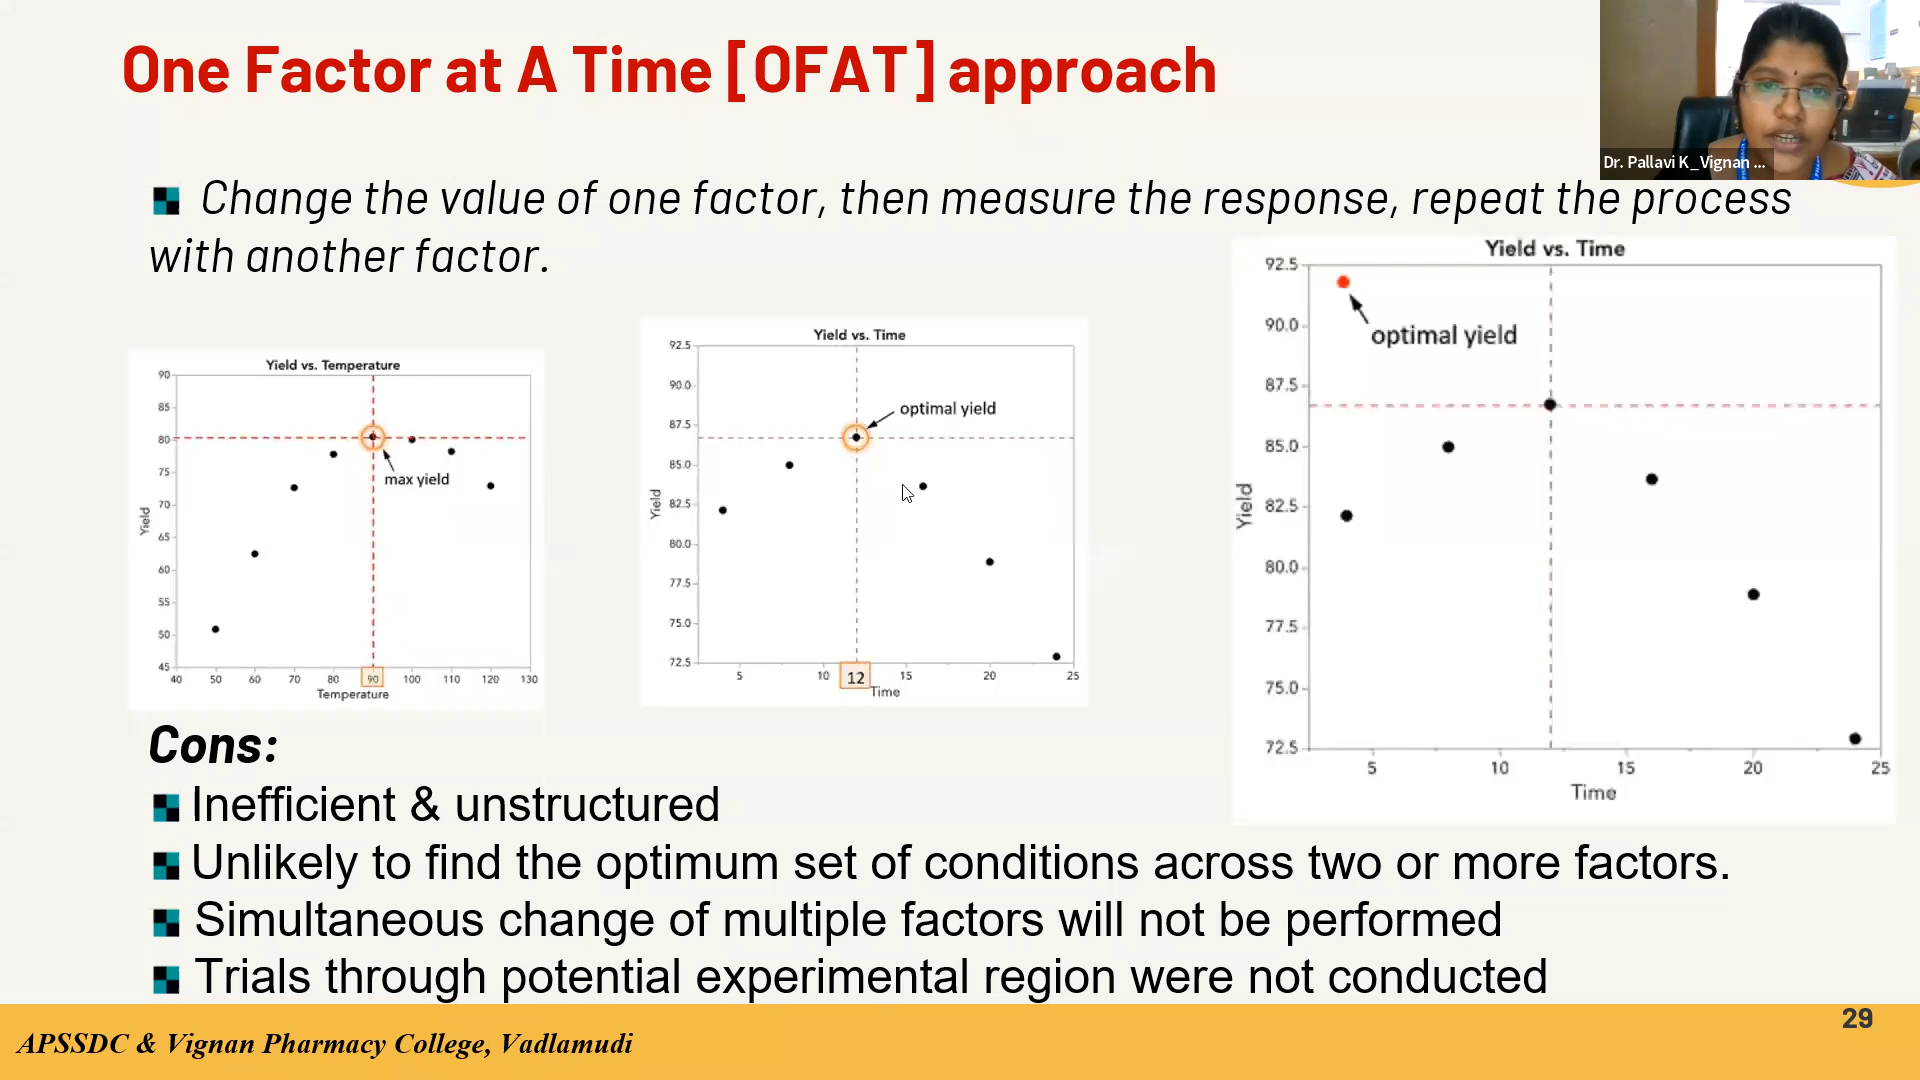 One Factor at A Time [OFAT] approach
Dr. Pallavi K_Vignan ...
Change the value of one factor, then measure the response, repeat the process
with another factor.
Yield vs. Temperature
90
85
80
75
70
65
60
55
50
45
Yield
max yield
40 50 60 70 80 90 100 110 120 130
Temperature
Yield vs. Time
92.5
90.0
87.5
85.0
82.5
80.0
77.5
75.0
72.5
Yield
optimal yield
5 10 12 15 20 25
Time
Yield vs. Time
92.5
90.0
87.5
85.0
82.5
80.0
77.5
75.0
72.5
Yield
optimal yield
5 10 15 20 25
Time
Cons:
Inefficient & unstructured
Unlikely to find the optimum set of conditions across two or more factors.
Simultaneous change of multiple factors will not be performed
Trials through potential experimental region were not conducted
APSSDC & Vignan Pharmacy College, Vadlamudi
29